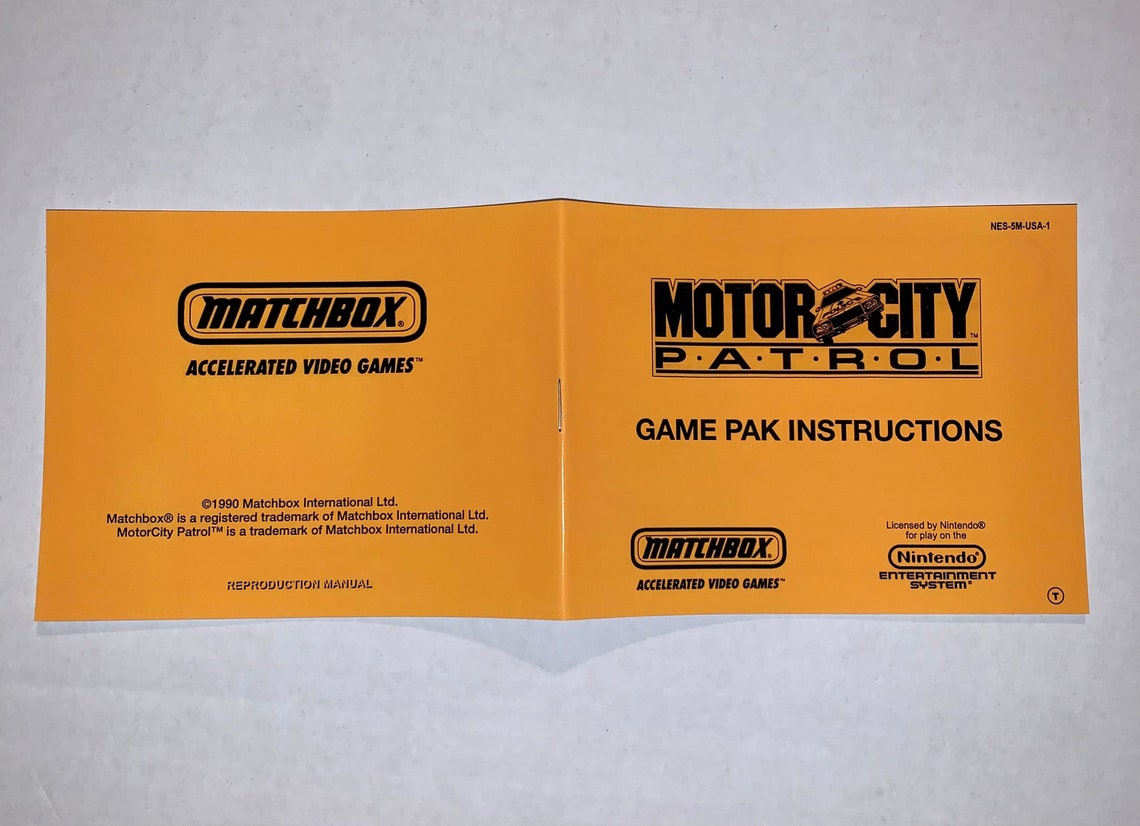 MATCHBOX®
ACCELERATED VIDEO GAMES™
©1990 Matchbox International Ltd.
Matchbox® is a registered trademark of Matchbox International Ltd.
MotorCity Patrol™ is a trademark of Matchbox International Ltd.
REPRODUCTION MANUAL
NES-5M-USA-1
MOTOR CITY™
P·A·T·R·O·L
GAME PAK INSTRUCTIONS
MATCHBOX®
ACCELERATED VIDEO GAMES™
Licensed by Nintendo®
for play on the
Nintendo®
ENTERTAINMENT
SYSTEM®
T